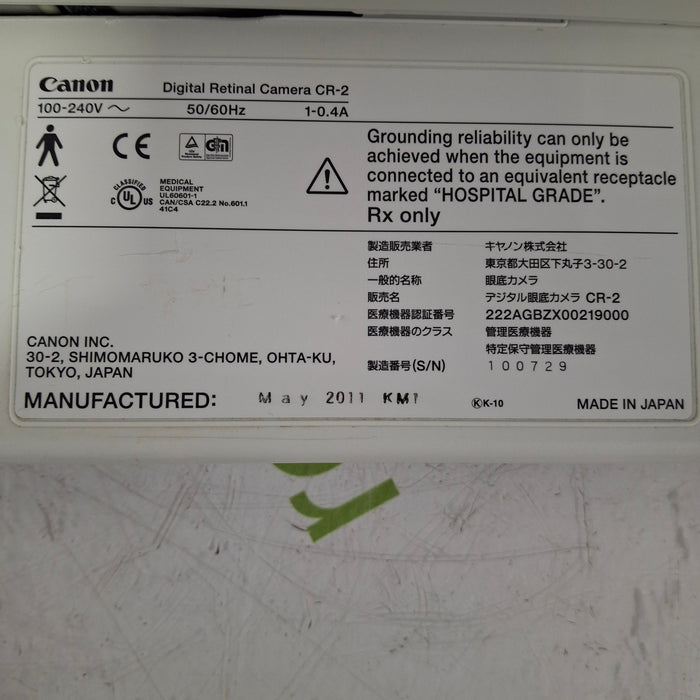 Canon Digital Retinal Camera CR-2
100-240V ～ 50/60Hz 1-0.4A
CE
Grounding reliability can only be
achieved when the equipment is
connected to an equivalent receptacle
marked “HOSPITAL GRADE”.
Rx only
CLASSIFIED
C UL US
MEDICAL
EQUIPMENT
UL60601-1
CAN/CSA C22.2 No.601.1
41C4
製造販売業者 キヤノン株式会社
住所 東京都大田区下丸子3-30-2
一般的名称 眼底カメラ
販売名 デジタル眼底カメラ CR-2
医療機器認証番号 222AGBZX00219000
医療機器のクラス 管理医療機器
特定保守管理医療機器
製造番号(S/N) 100729
CANON INC.
30-2, SHIMOMARUKO 3-CHOME, OHTA-KU,
TOKYO, JAPAN
MANUFACTURED: May 2011 KM1
K K-10
MADE IN JAPAN